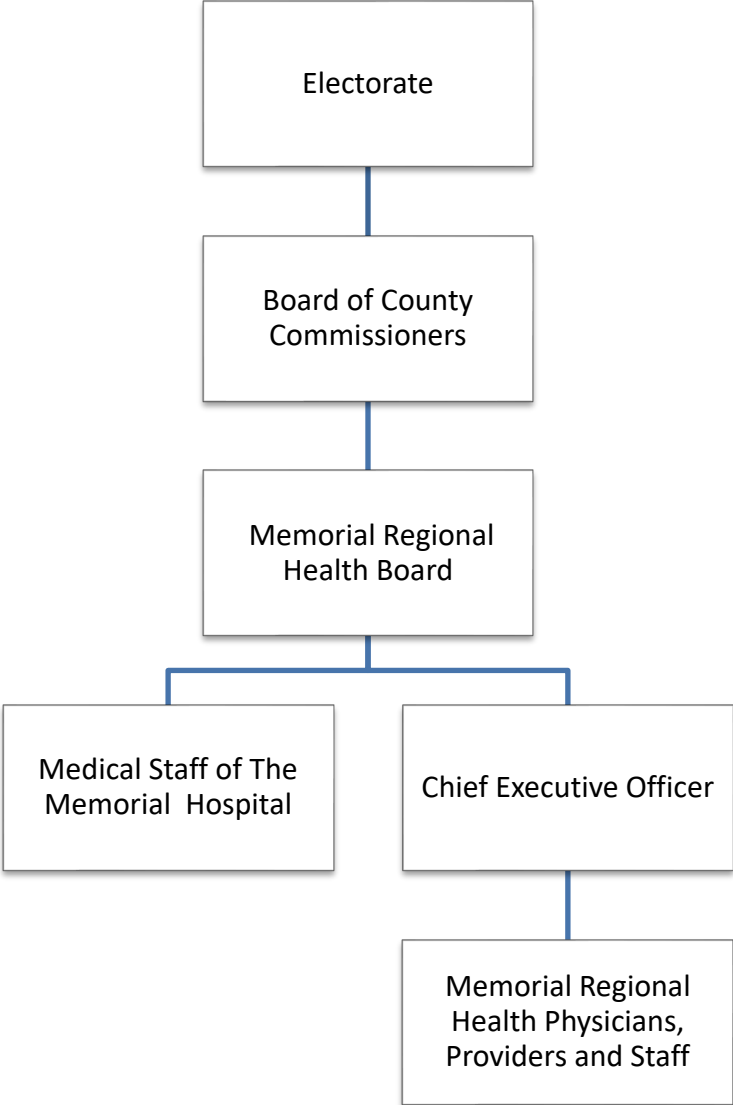 Electorate
Board of County
Commissioners
Memorial Regional
Health Board
Medical Staff of The
Memorial  Hospital
Chief Executive Officer
Memorial Regional
Health Physicians,
Providers and Staff